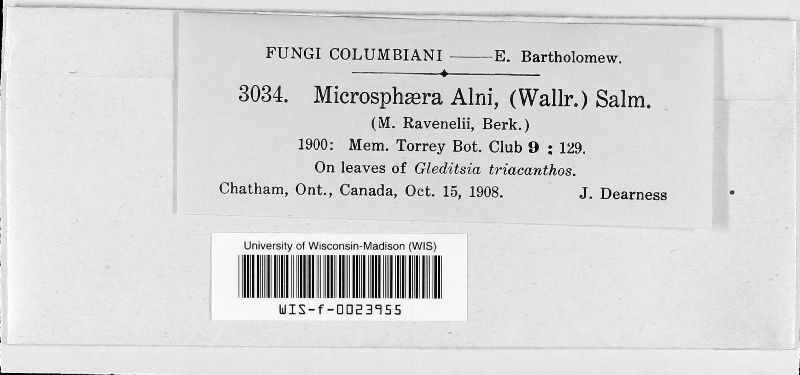 FUNGI COLUMBIANI —— E. Bartholomew.
3034. Microsphæra Alni, (Wallr.) Salm.
(M. Ravenelii, Berk.)
1900: Mem. Torrey Bot. Club 9 : 129.
On leaves of Gleditsia triacanthos.
Chatham, Ont., Canada, Oct. 15, 1908. J. Dearness
University of Wisconsin-Madison (WIS)
WIS-f-0023955